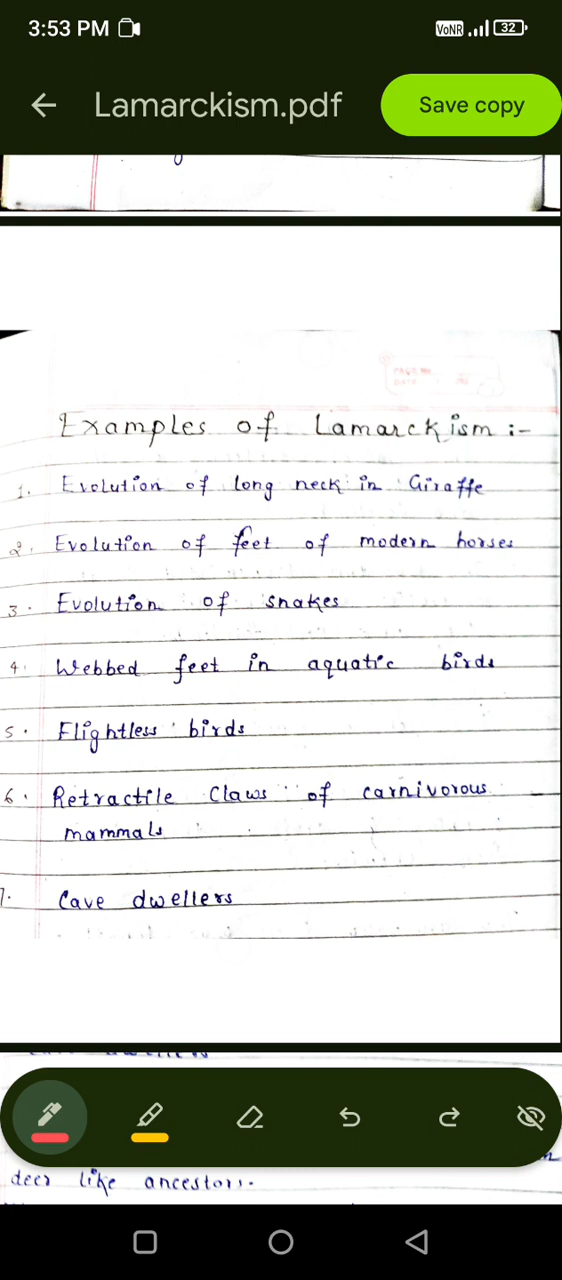 3:53 PM
VoNR 32
Lamarckism.pdf
Save copy
Examples of Lamarckism :-
1. Evolution of long neck in Giraffe
2. Evolution of feet of modern horses
3. Evolution of snakes
4. Webbed feet in aquatic birds
5. Flightless birds
6. Retractile Claws of carnivorous
mammals
7. Cave dwellers
deer like ancestors.